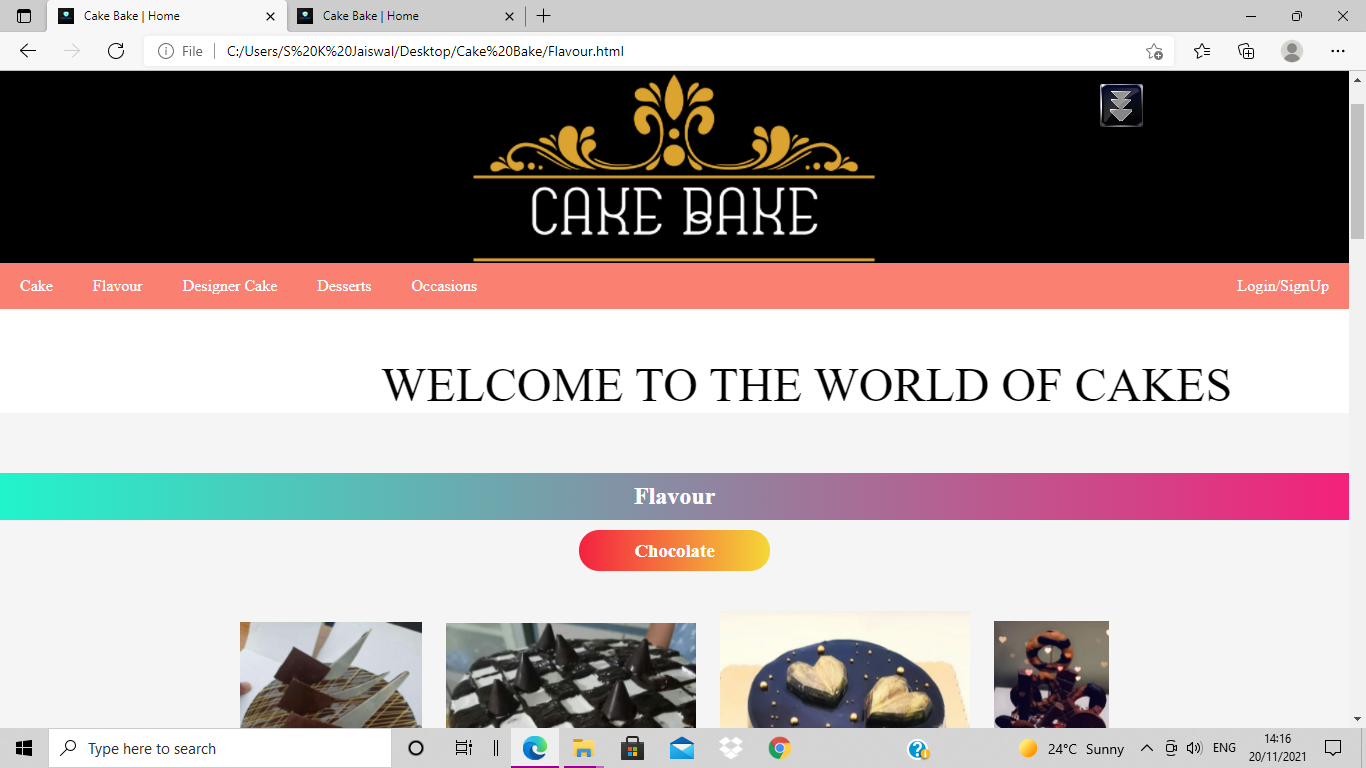 Cake Bake | Home
Cake Bake | Home
File
C:/Users/S%20K%20Jaiswal/Desktop/Cake%20Bake/Flavour.html
CAKE BAKE
Cake Flavour Designer Cake Desserts Occasions Login/SignUp
WELCOME TO THE WORLD OF CAKES
Flavour
Chocolate
Type here to search
24°C Sunny
ENG
14:16
20/11/2021